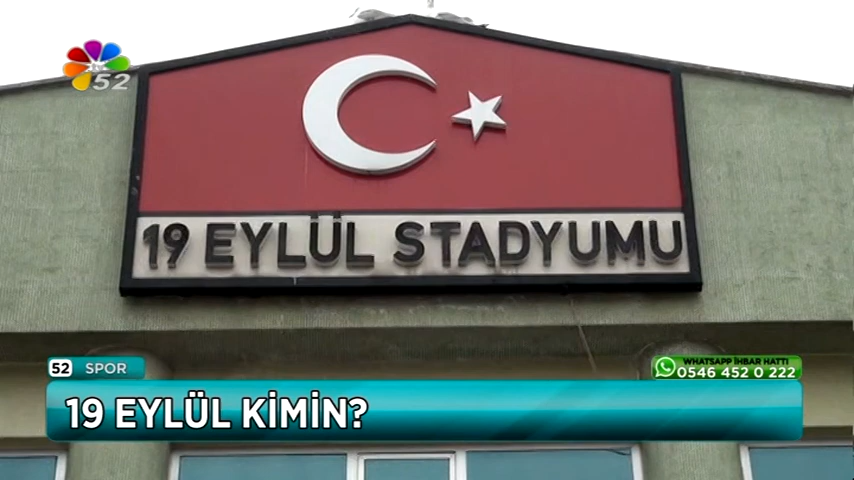 52
19 EYLÜL STADYUMU
52 SPOR
WHATSAPP İHBAR HATTI
0546 452 0 222
19 EYLÜL KİMİN?